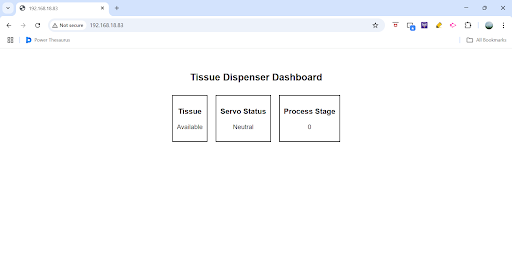 192.168.18.83
Not secure 192.168.18.83
Power Thesaurus All Bookmarks
Tissue Dispenser Dashboard
Tissue Servo Status Process Stage
Available Neutral 0